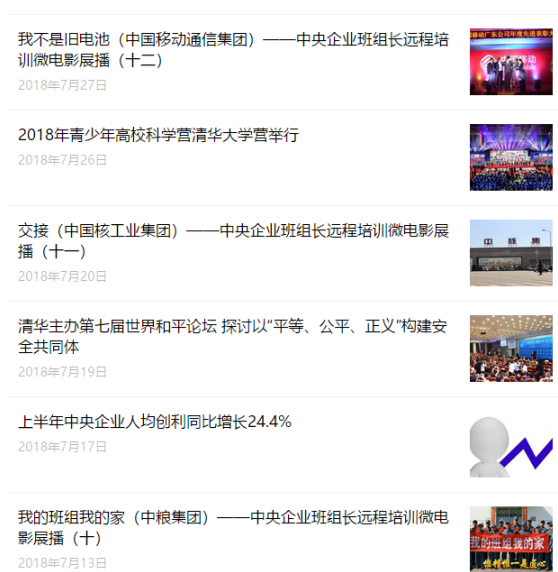 我不是旧电池（中国移动通信集团）——中央企业班组长远程培
训微电影展播（十二）
2018年7月27日
2018年青少年高校科学营清华大学营举行
2018年7月26日
交接（中国核工业集团）——中央企业班组长远程培训微电影展
播（十一）
2018年7月20日
中核集
清华主办第七届世界和平论坛 探讨以“平等、公平、正义”构建安
全共同体
2018年7月19日
上半年中央企业人均创利同比增长24.4%
2018年7月17日
我的班组我的家（中粮集团）——中央企业班组长远程培训微电
影展播（十）
2018年7月13日
我的班组我的家